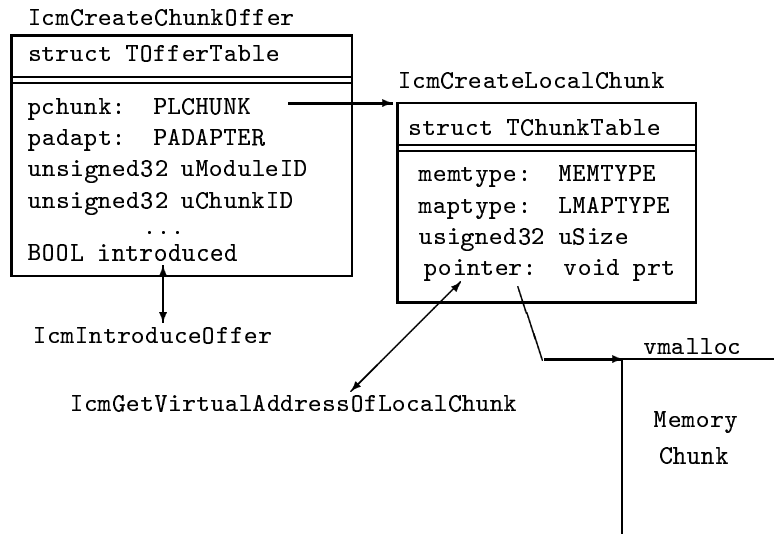 IcmCreateChunkOffer
struct TOfferTable
pchunk: PLCHUNK
padapt: PADAPTER
unsigned32 uModuleID
unsigned32 uChunkID
...
BOOL introduced
IcmIntroduceOffer
IcmCreateLocalChunk
struct TChunkTable
memtype: MEMTYPE
maptype: LMAPTYPE
usigned32 uSize
pointer: void prt
IcmGetVirtualAddressOfLocalChunk
vmalloc
Memory
Chunk